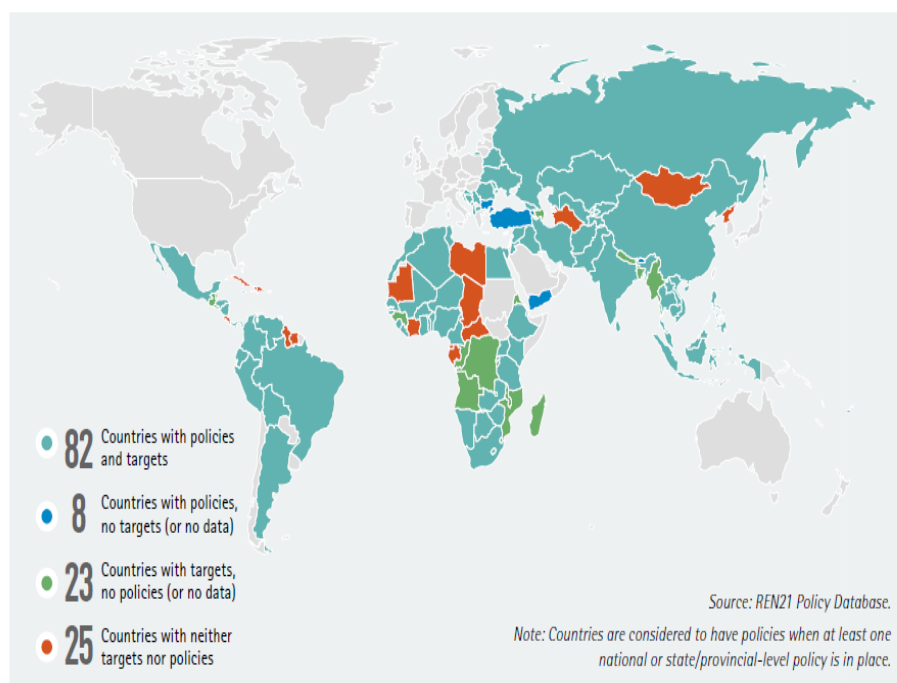 82 Countries with policies
and targets
8 Countries with policies,
no targets (or no data)
23 Countries with targets,
no policies (or no data)
25 Countries with neither
targets nor policies
Source: REN21 Policy Database.
Note: Countries are considered to have policies when at least one
national or state/provincial-level policy is in place.